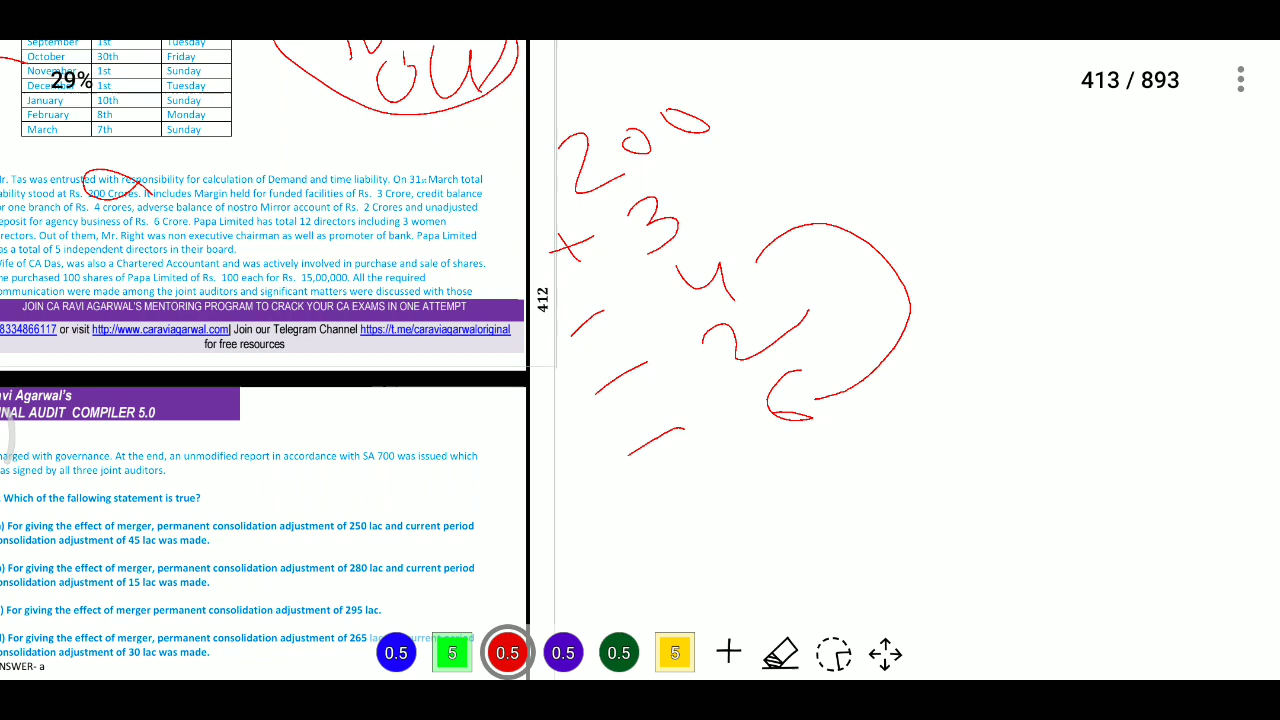 September 1st Tuesday
October 30th Friday
November 1st Sunday
December 1st Tuesday
January 10th Sunday
February 8th Monday
March 7th Sunday
29%
413 / 893
r. Tas was entrusted with responsibility for calculation of Demand and time liability. On 31st March total
ability stood at Rs. 200 Crores. It includes Margin held for funded facilities of Rs. 3 Crore, credit balance
or one branch of Rs. 4 crores, adverse balance of nostro Mirror account of Rs. 2 Crores and unadjusted
eposit for agency business of Rs. 6 Crore. Papa Limited has total 12 directors including 3 women
rectors. Out of them, Mr. Right was non executive chairman as well as promoter of bank. Papa Limited
as a total of 5 independent directors in their board.
ife of CA Das, was also a Chartered Accountant and was actively involved in purchase and sale of shares.
he purchased 100 shares of Papa Limited of Rs. 100 each for Rs. 15,00,000. All the required
ommunication were made among the joint auditors and significant matters were discussed with those
JOIN CA RAVI AGARWAL'S MENTORING PROGRAM TO CRACK YOUR CA EXAMS IN ONE ATTEMPT
8334866117 or visit http://www.caraviagarwal.com| Join our Telegram Channel https://t.me/caraviagarwaloriginal
for free resources
412
200
+ 3
4
- 2
- 6
-
avi Agarwal's
INAL AUDIT COMPILER 5.0
harged with governance. At the end, an unmodified report in accordance with SA 700 was issued which
as signed by all three joint auditors.
. Which of the fallowing statement is true?
) For giving the effect of merger, permanent consolidation adjustment of 250 lac and current period
onsolidation adjustment of 45 lac was made.
) For giving the effect of merger, permanent consolidation adjustment of 280 lac and current period
onsolidation adjustment of 15 lac was made.
) For giving the effect of merger permanent consolidation adjustment of 295 lac.
) For giving the effect of merger, permanent consolidation adjustment of 265 lac and current period
onsolidation adjustment of 30 lac was made.
NSWER- a
0.5 5 0.5 0.5 0.5 5